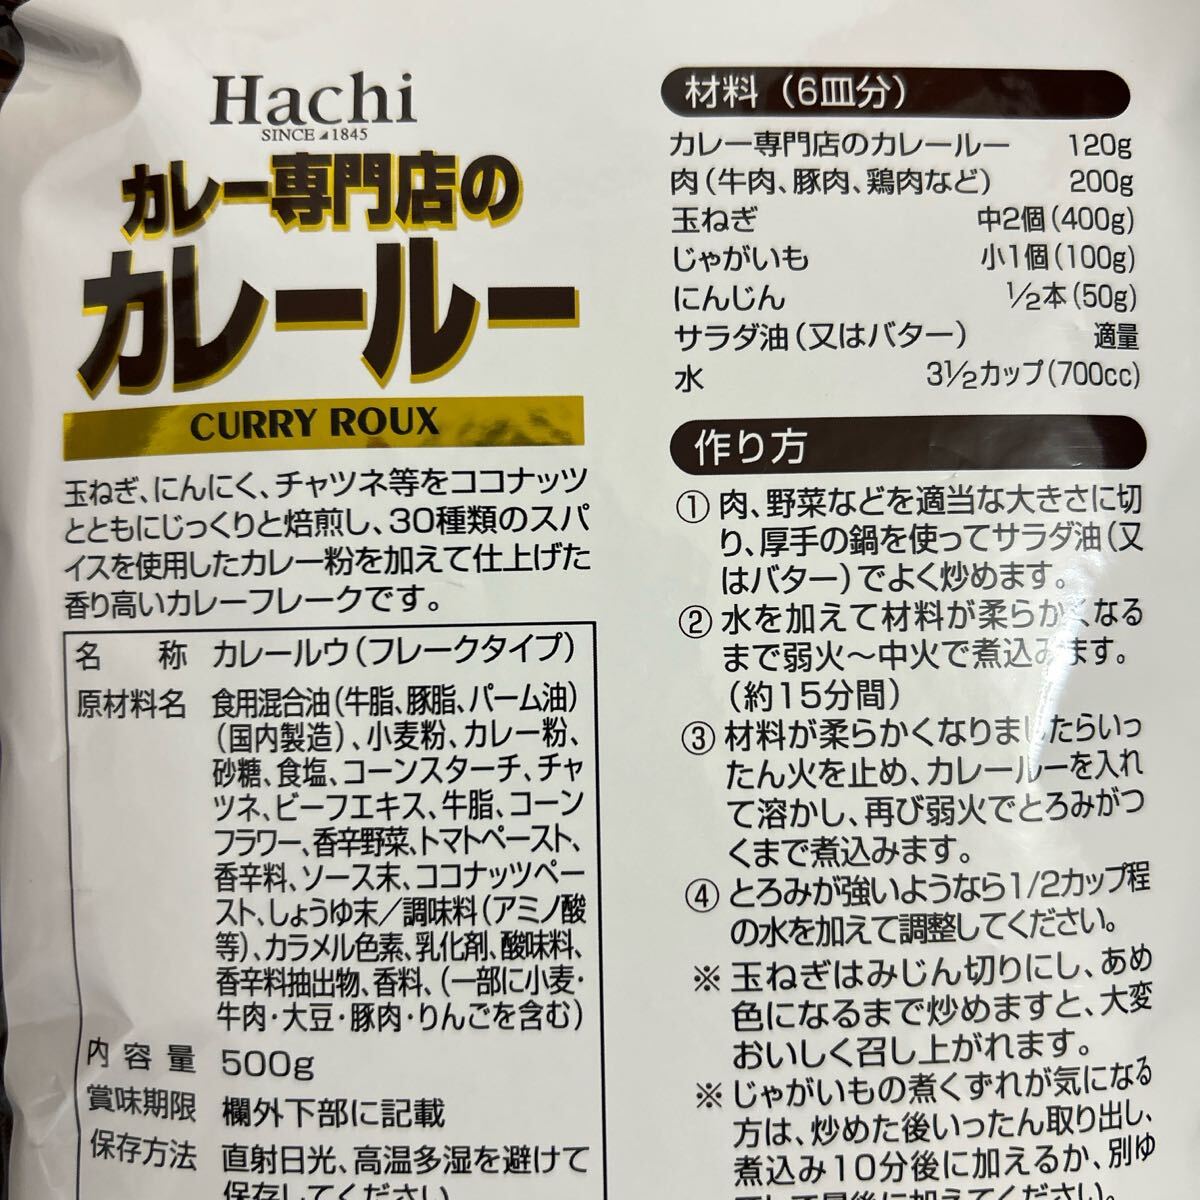 Hachi
SINCE 1845
カレー専門店の
カレールー
CURRY ROUX
玉ねぎ、にんにく、チャツネ等をココナッツ
とともにじっくりと焙煎し、30種類のスパ
イスを使用したカレー粉を加えて仕上げた
香り高いカレーフレークです。
名 称 カレールウ(フレークタイプ)
原材料名 食用混合油(牛脂、豚脂、パーム油)
(国内製造)、小麦粉、カレー粉、
砂糖、食塩、コーンスターチ、チャ
ツネ、ビーフエキス、牛脂、コーン
フラワー、香辛野菜、トマトペースト、
香辛料、ソース末、ココナッツペー
スト、しょうゆ末／調味料(アミノ酸
等)、カラメル色素、乳化剤、酸味料、
香辛料抽出物、香料、(一部に小麦・
牛肉・大豆・豚肉・りんごを含む)
内容量 500g
賞味期限 欄外下部に記載
保存方法 直射日光、高温多湿を避けて
保存してください
材料(6皿分)
カレー専門店のカレールー 120g
肉(牛肉、豚肉、鶏肉など) 200g
玉ねぎ 中2個(400g)
じゃがいも 小1個(100g)
にんじん 1/2本(50g)
サラダ油(又はバター) 適量
水 3 1/2カップ(700cc)
作り方
① 肉、野菜などを適当な大きさに切
り、厚手の鍋を使ってサラダ油(又
はバター)でよく炒めます。
② 水を加えて材料が柔らかくなる
まで弱火〜中火で煮込みます。
(約15分間)
③ 材料が柔らかくなりましたらいっ
たん火を止め、カレールーを入れ
て溶かし、再び弱火でとろみがつ
くまで煮込みます。
④ とろみが強いようなら1/2カップ程
の水を加えて調整してください。
※ 玉ねぎはみじん切りにし、あめ
色になるまで炒めますと、大変
おいしく召し上がれます。
※ じゃがいもの煮くずれが気になる
方は、炒めた後いったん取り出し、
煮込み10分後に加えるか、別ゆ
でして最後に加えてください。